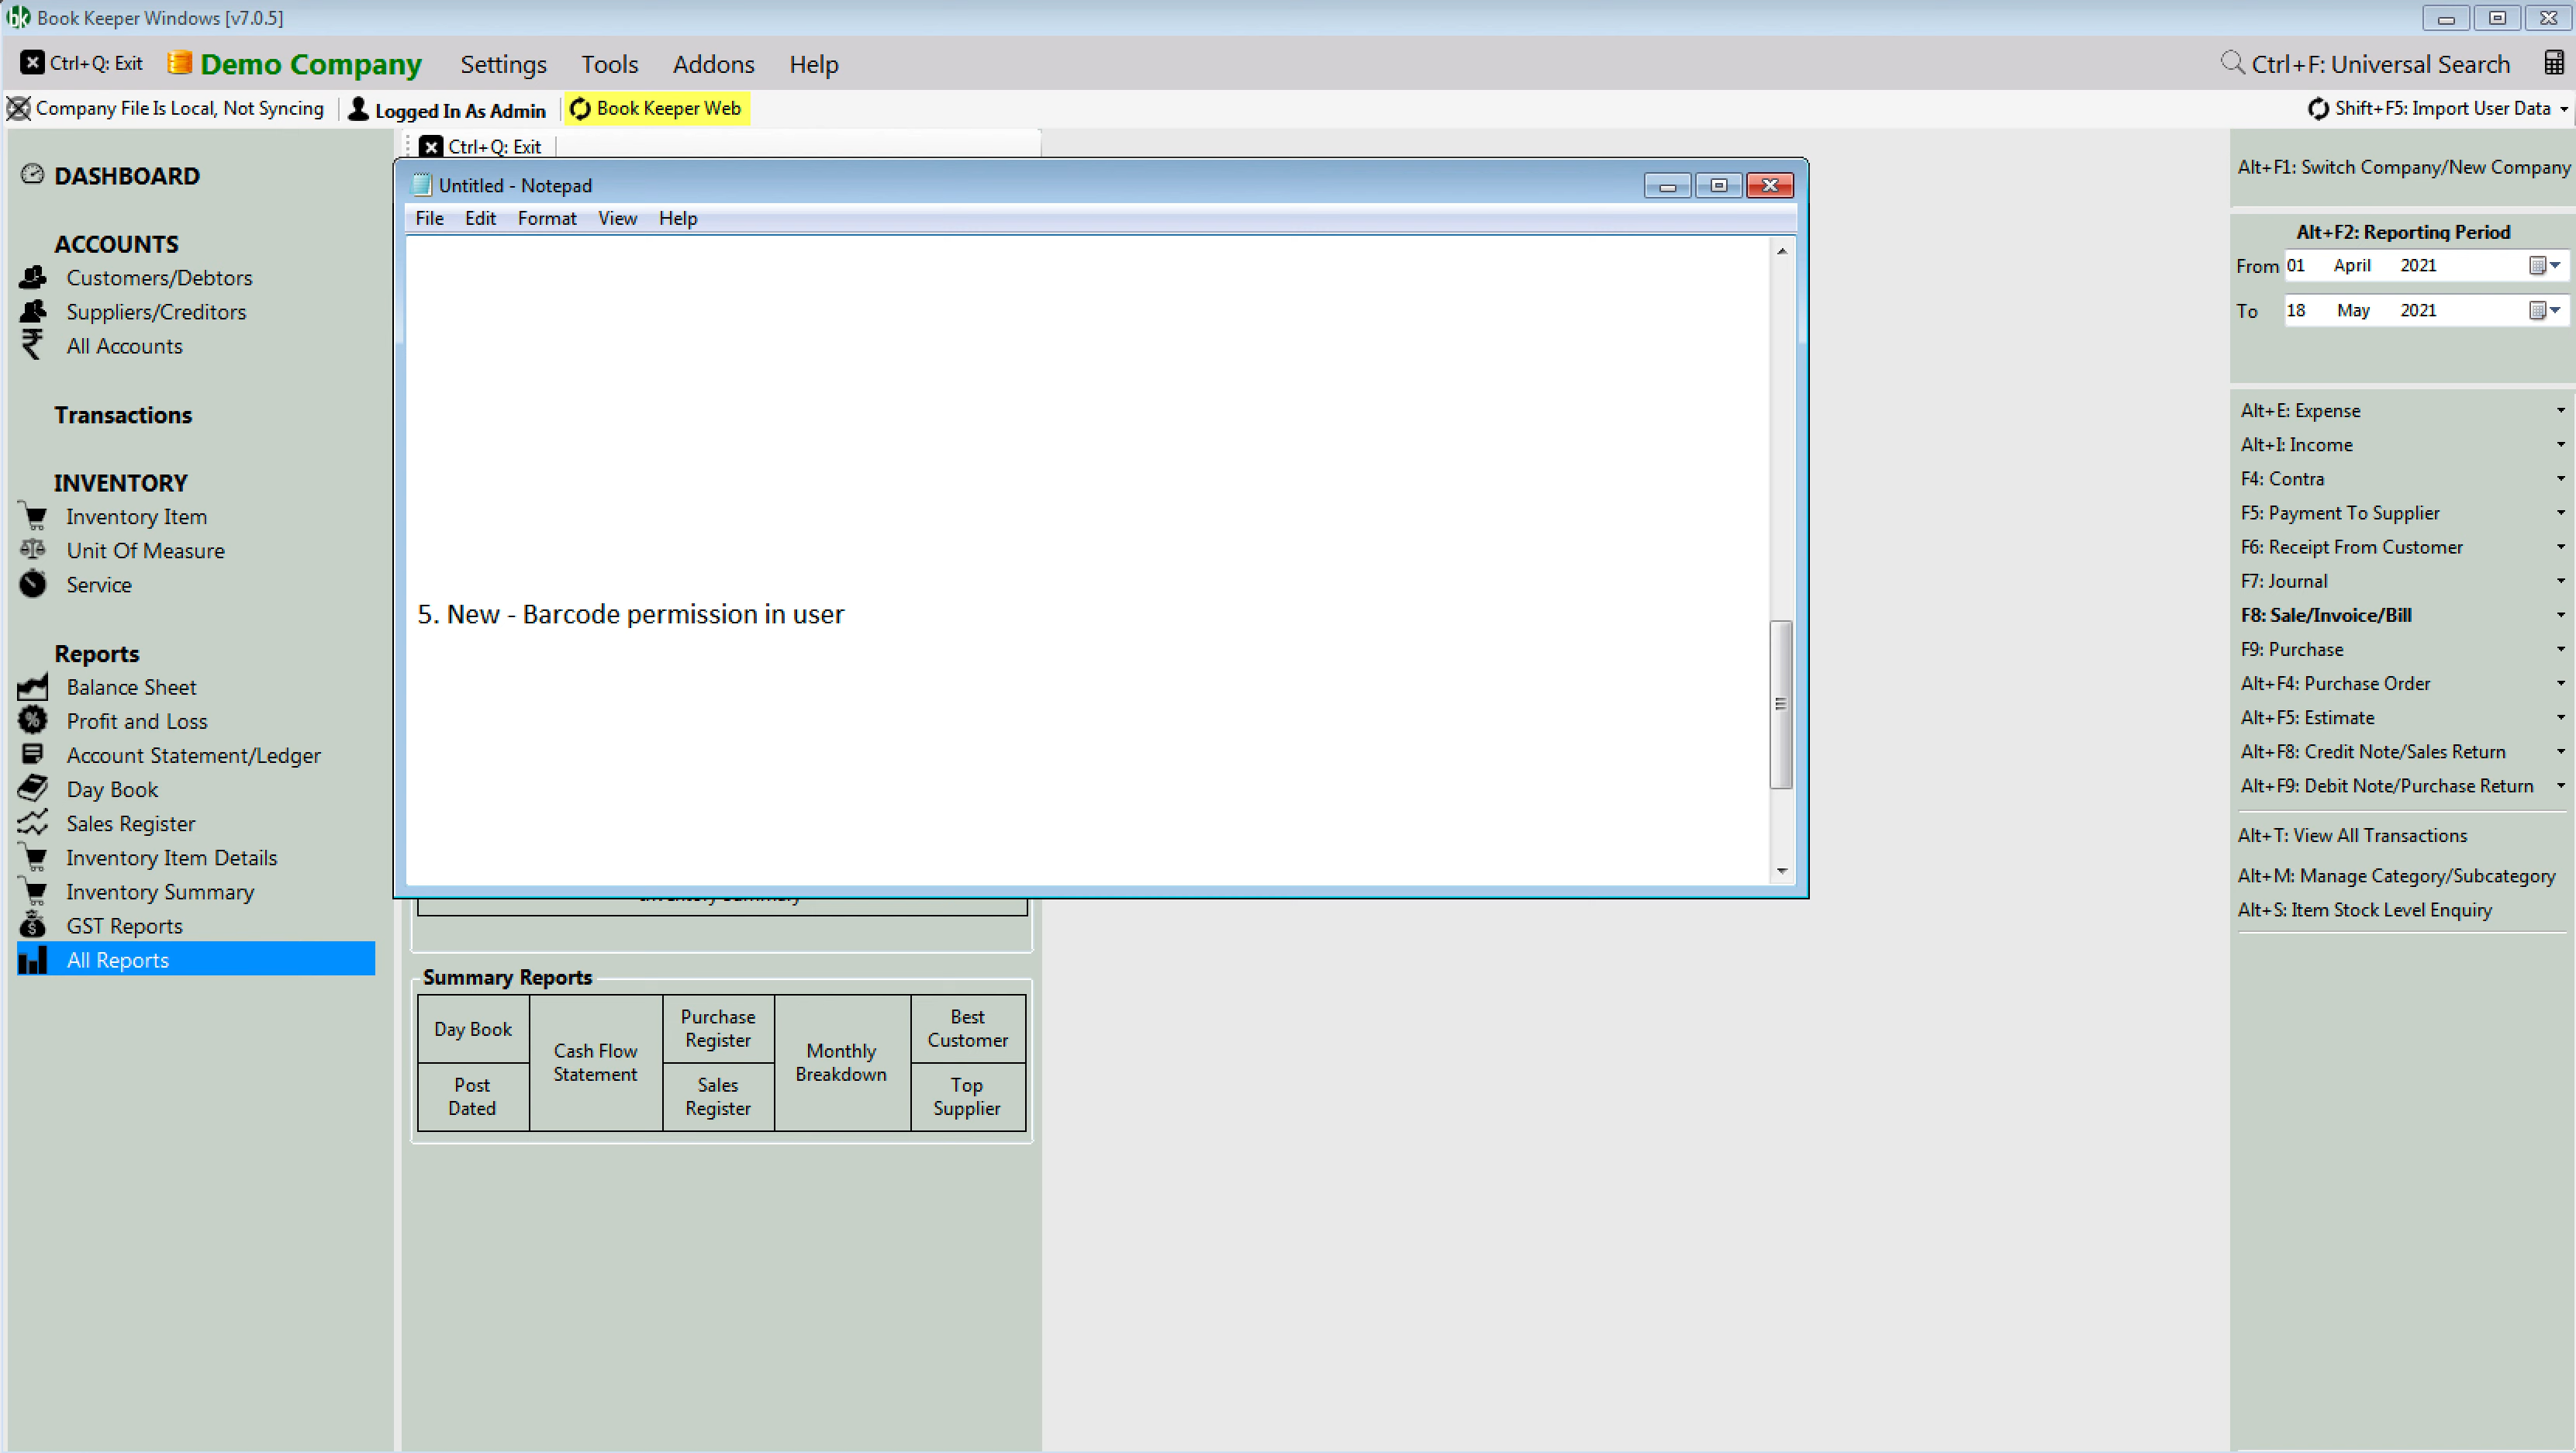 Book Keeper Windows [v7.0.5]
Ctrl+Q: Exit
Demo Company
Settings
Tools
Addons
Help
Ctrl+F: Universal Search
Company File Is Local, Not Syncing
Logged In As Admin
Book Keeper Web
Shift+F5: Import User Data
DASHBOARD
ACCOUNTS
Customers/Debtors
Suppliers/Creditors
All Accounts
Transactions
INVENTORY
Inventory Item
Unit Of Measure
Service
Reports
Balance Sheet
Profit and Loss
Account Statement/Ledger
Day Book
Sales Register
Inventory Item Details
Inventory Summary
GST Reports
All Reports
Ctrl+Q: Exit
Untitled - Notepad
File Edit Format View Help
5. New - Barcode permission in user
Inventory Summary
Summary Reports
Day Book
Post
Dated
Cash Flow
Statement
Purchase
Register
Sales
Register
Monthly
Breakdown
Best
Customer
Top
Supplier
Alt+F1: Switch Company/New Company
Alt+F2: Reporting Period
From 01 April 2021
To 18 May 2021
Alt+E: Expense
Alt+I: Income
F4: Contra
F5: Payment To Supplier
F6: Receipt From Customer
F7: Journal
F8: Sale/Invoice/Bill
F9: Purchase
Alt+F4: Purchase Order
Alt+F5: Estimate
Alt+F8: Credit Note/Sales Return
Alt+F9: Debit Note/Purchase Return
Alt+T: View All Transactions
Alt+M: Manage Category/Subcategory
Alt+S: Item Stock Level Enquiry